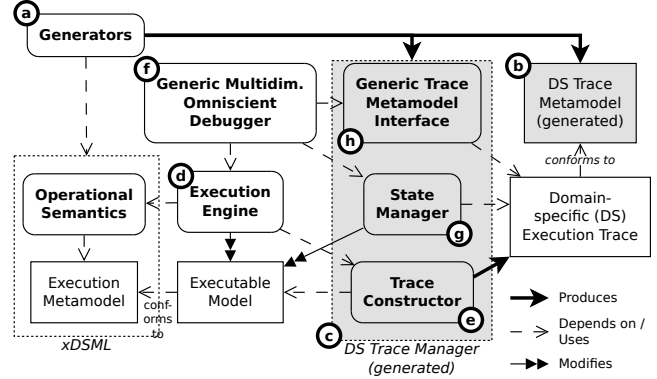 a
Generators
f
Generic Multidim.
Omniscient
Debugger
Generic Trace
Metamodel
Interface
h
b
DS Trace
Metamodel
(generated)
conforms to
Operational
Semantics
d
Execution
Engine
State
Manager
g
Domain-
specific (DS)
Execution Trace
Execution
Metamodel
conf-
orms
to
Executable
Model
Trace
Constructor
e
c
xDSML
DS Trace Manager
(generated)
Produces
Depends on /
Uses
Modifies